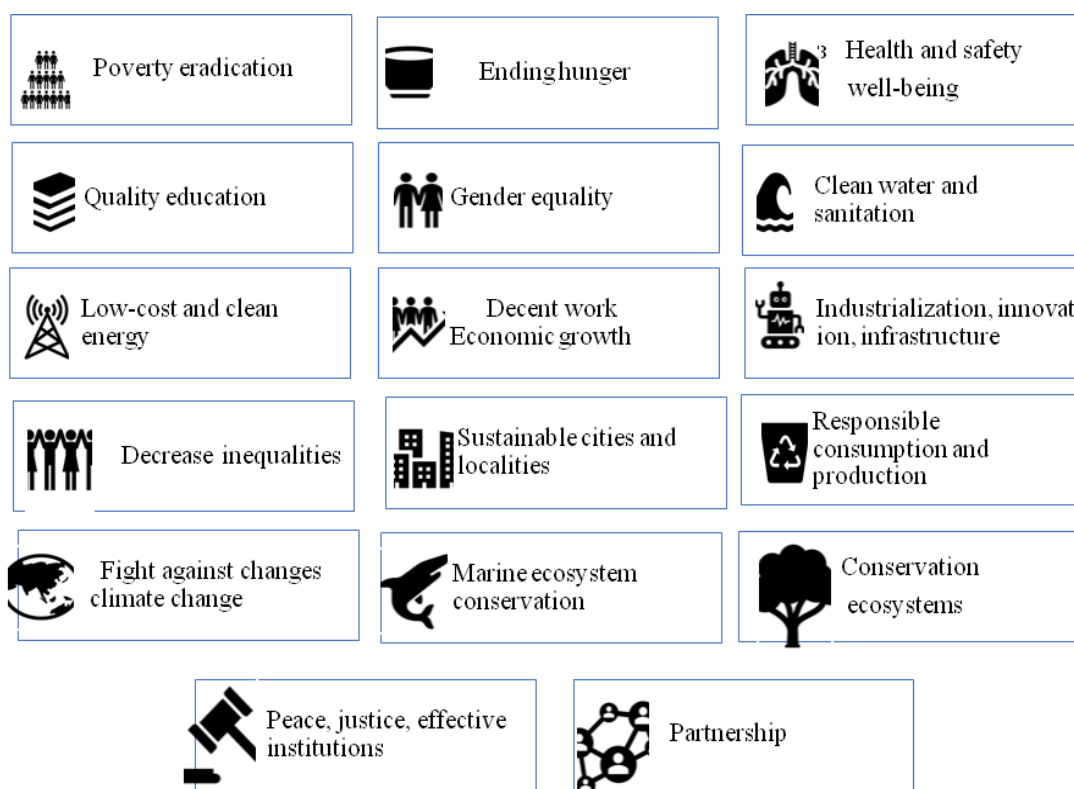 Poverty eradication
Ending hunger
3 Health and safety
well-being
Quality education
Gender equality
Clean water and
sanitation
Low-cost and clean
energy
Decent work
Economic growth
Industrialization, innovat
ion, infrastructure
Decrease inequalities
Sustainable cities and
localities
Responsible
consumption and
production
Fight against changes
climate change
Marine ecosystem
conservation
Conservation
ecosystems
Peace, justice, effective
institutions
Partnership